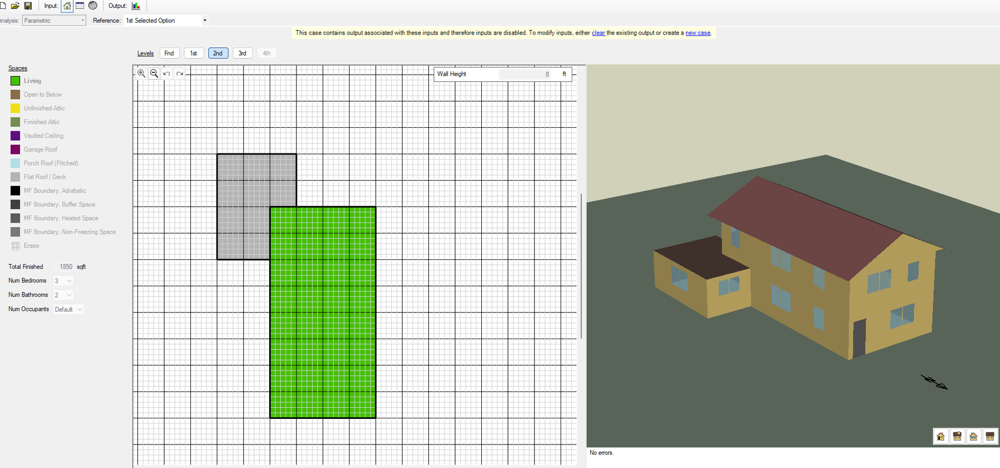 Input: Output:
Analysis: Parametric Reference: 1st Selected Option
This case contains output associated with these inputs and therefore inputs are disabled. To modify inputs, either clear the existing output or create a new case.
Levels Fnd 1st 2nd 3rd 4th
Spaces
Wall Height 8 ft
Living
Open to Below
Unfinished Attic
Finished Attic
Vaulted Ceiling
Garage Roof
Porch Roof (Pitched)
Flat Roof / Deck
MF Boundary, Adiabatic
MF Boundary, Buffer Space
MF Boundary, Heated Space
MF Boundary, Non-Freezing Space
Erase
Total Finished 1850 sqft
Num Bedrooms 3
Num Bathrooms 2
Num Occupants Default
No errors.